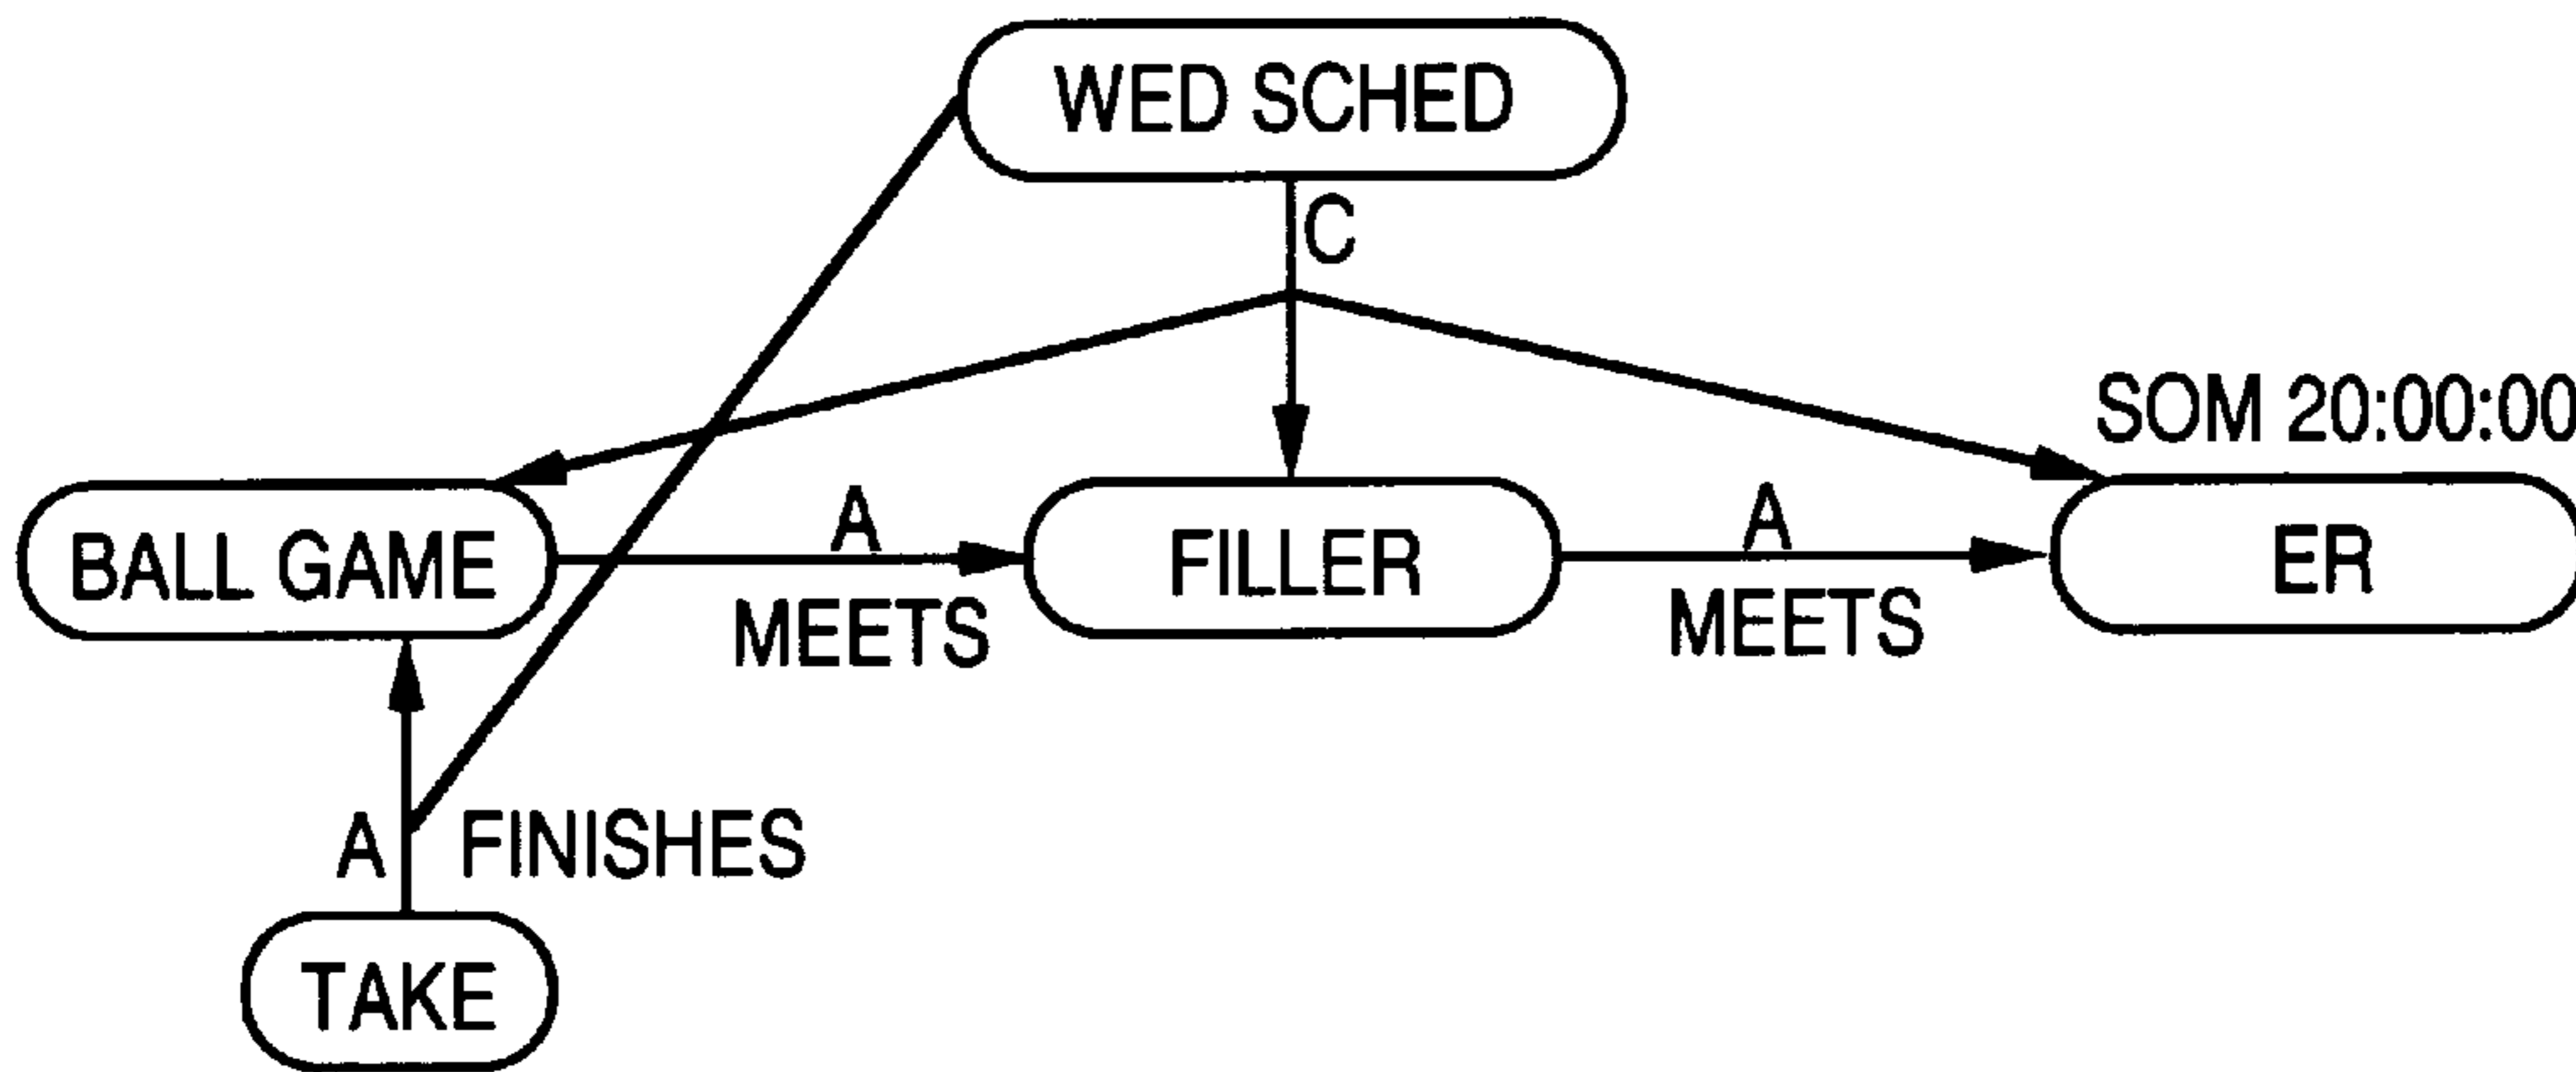 WED SCHED
C
SOM 20:00:00
BALL GAME
A
MEETS
FILLER
A
MEETS
ER
A
FINISHES
TAKE